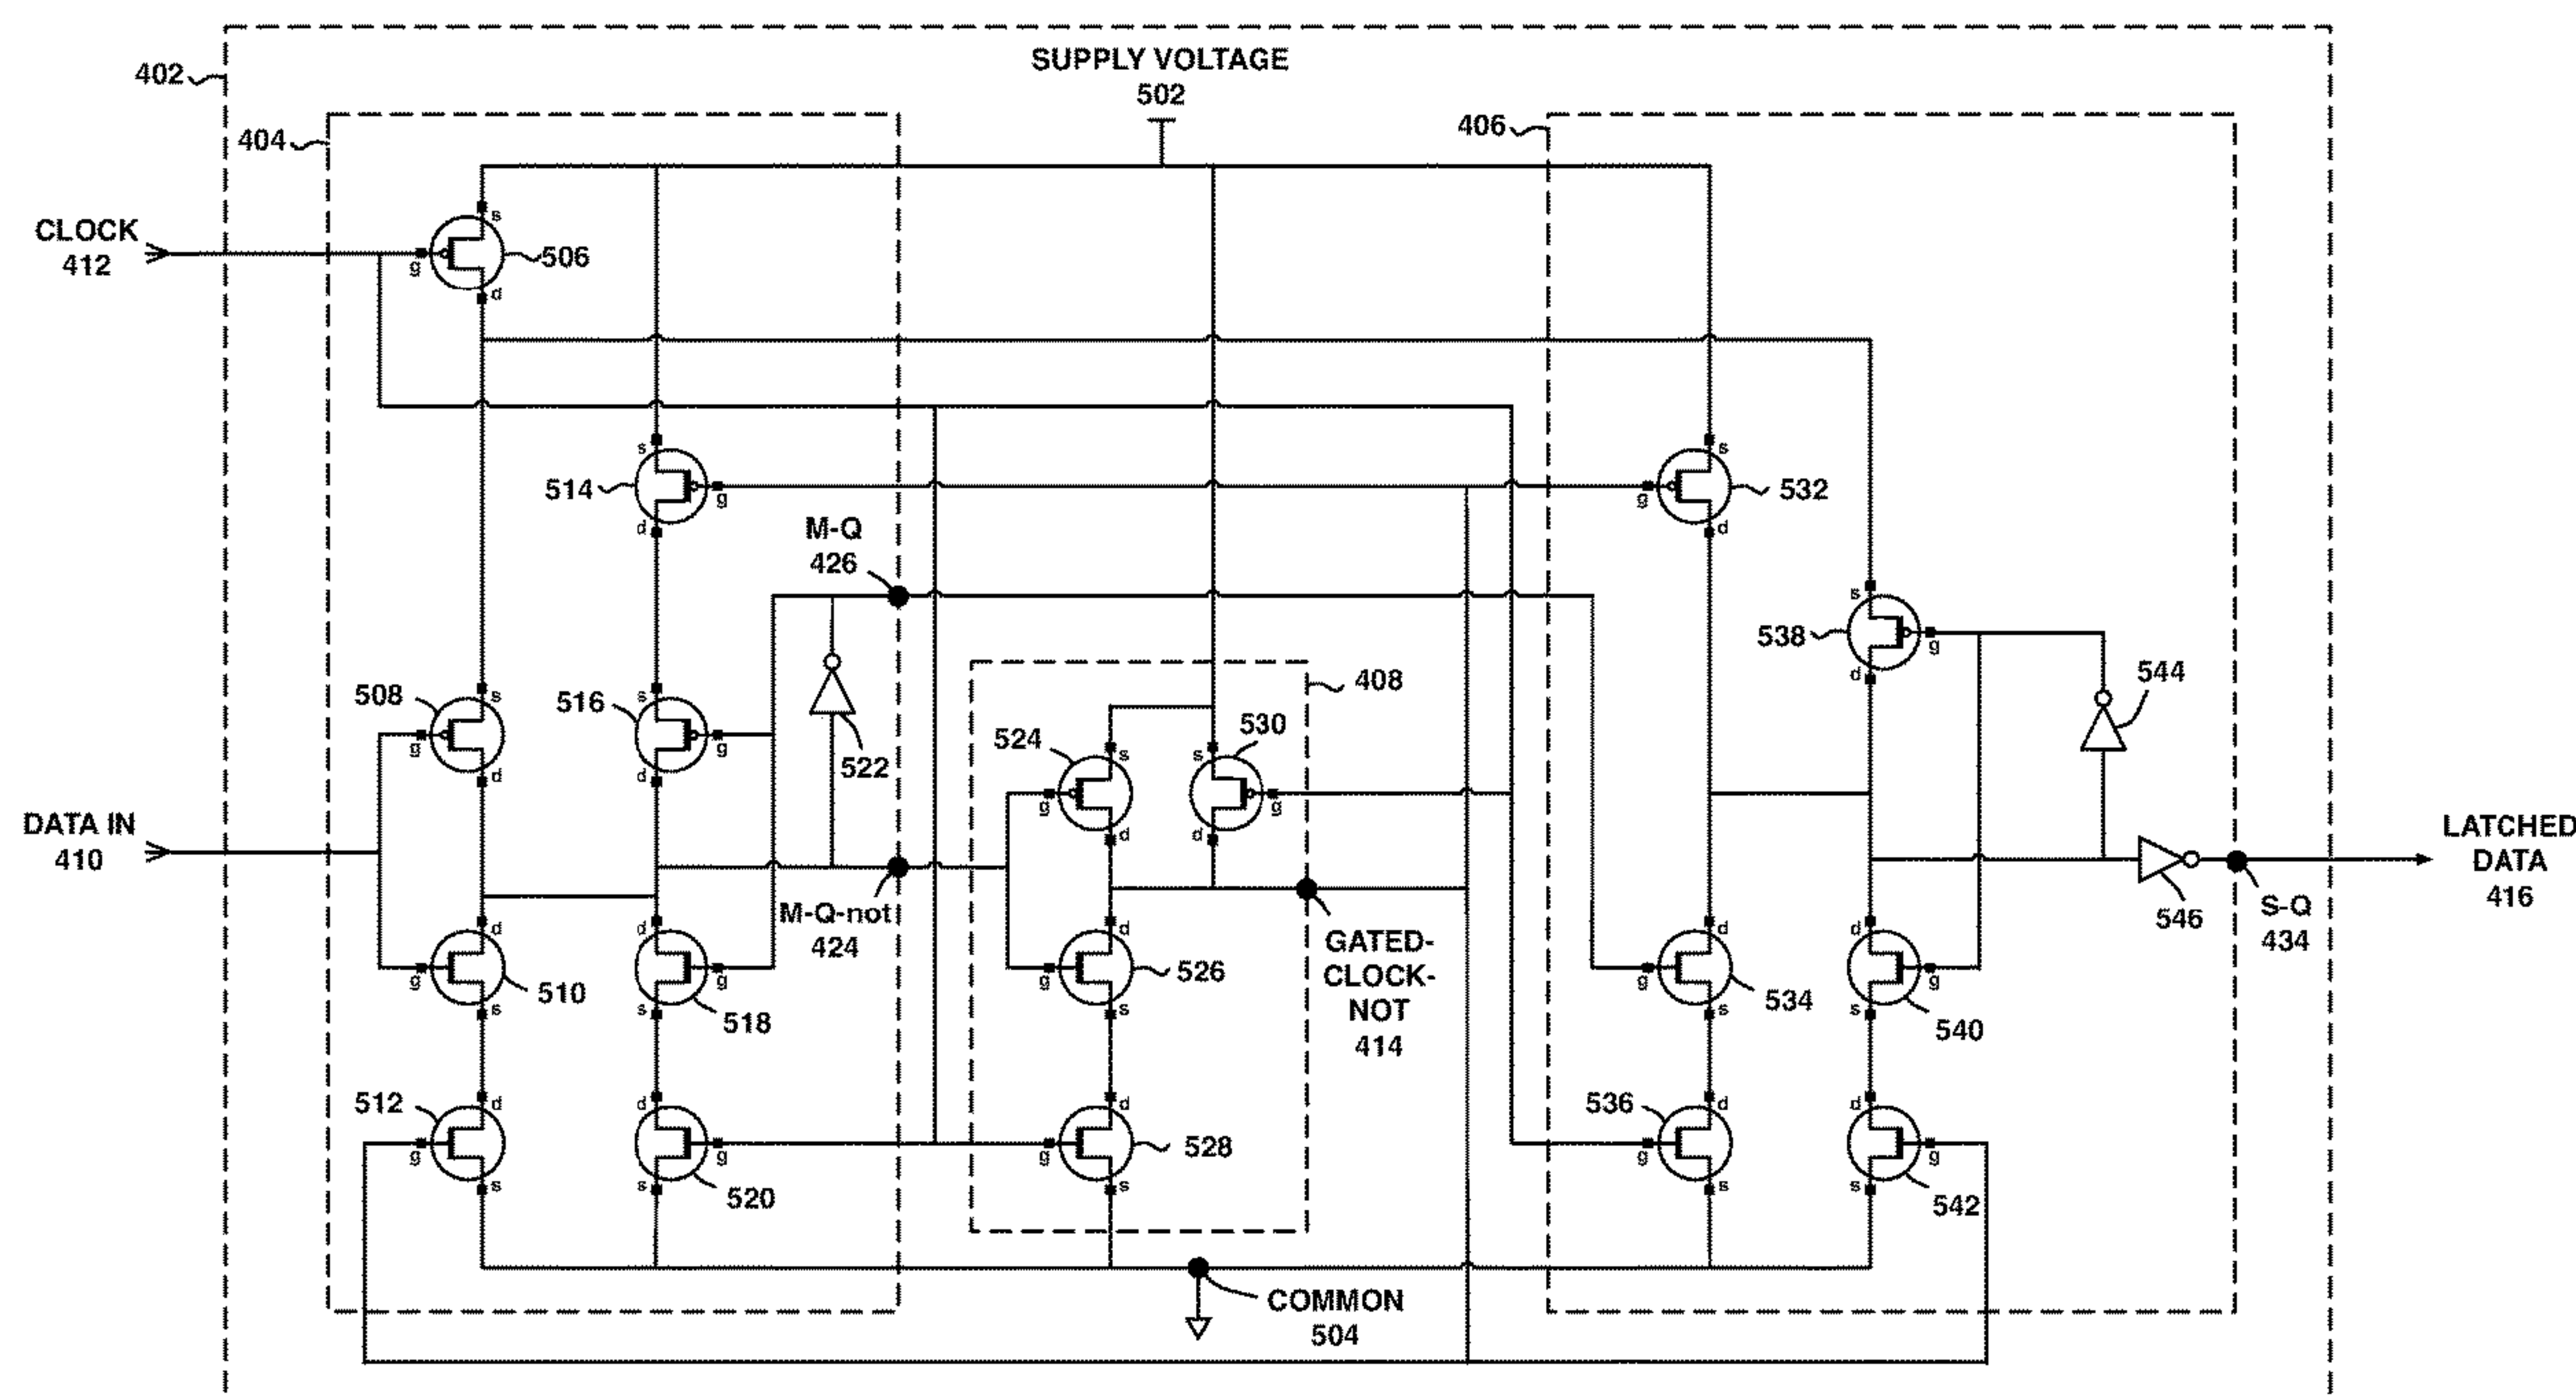 SUPPLY VOLTAGE
502
402
404
406
CLOCK
412
s
g
d
506
s
514
g
d
s
g
532
d
M-Q
426
508
s
g
d
516
s
g
d
522
408
524
s
g
d
530
s
g
d
538
s
g
d
544
DATA IN
410
M-Q-not
424
GATED-
CLOCK-
NOT
414
546
S-Q
434
LATCHED
DATA
416
d
g
510
s
d
g
518
s
d
g
526
s
d
g
534
s
d
g
540
s
512
d
g
s
d
g
520
s
d
g
528
s
536
d
g
s
d
g
542
s
COMMON
504